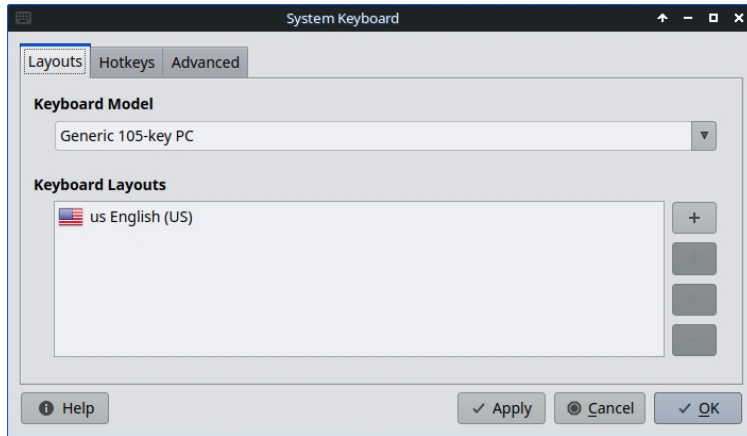 System Keyboard
Layouts Hotkeys Advanced
Keyboard Model
Generic 105-key PC
Keyboard Layouts
us English (US)
Help Apply Cancel OK